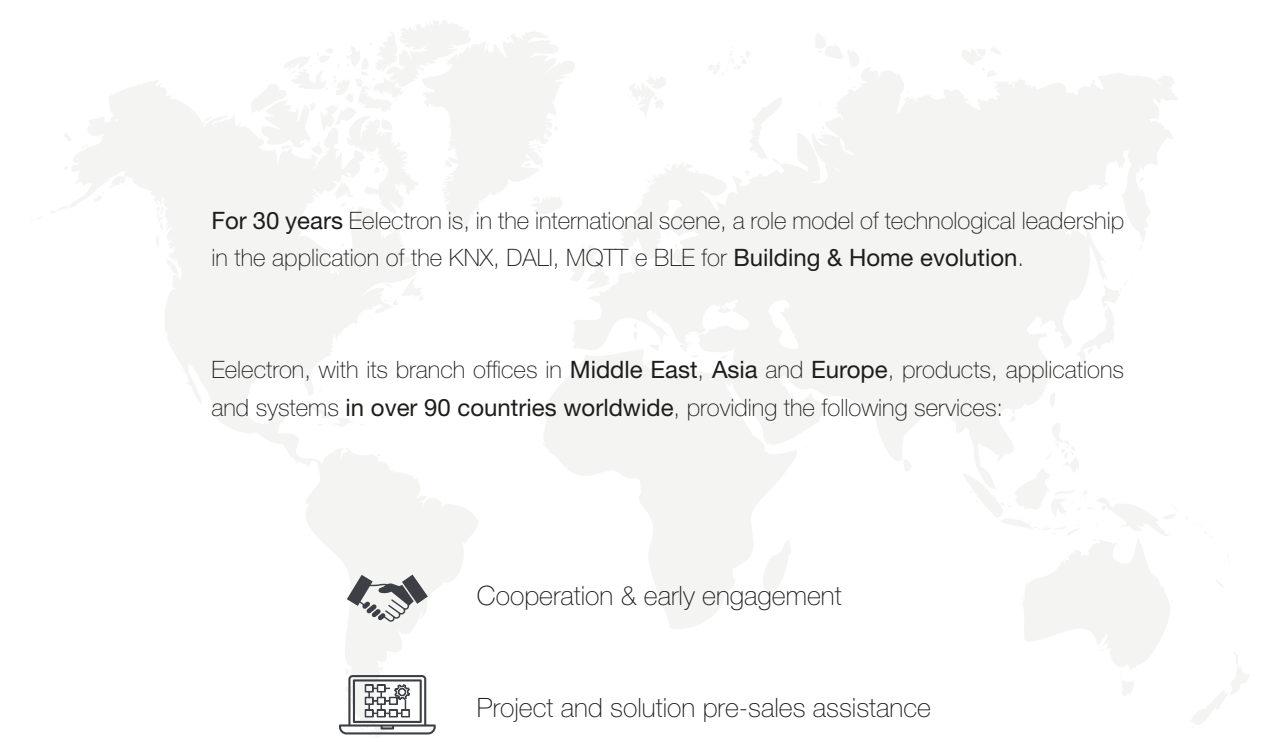 For 30 years Eelectron is, in the international scene, a role model of technological leadership
in the application of the KNX, DALI, MQTT e BLE for Building & Home evolution.
Eelectron, with its branch offices in Middle East, Asia and Europe, products, applications
and systems in over 90 countries worldwide, providing the following services:
Cooperation & early engagement
Project and solution pre-sales assistance